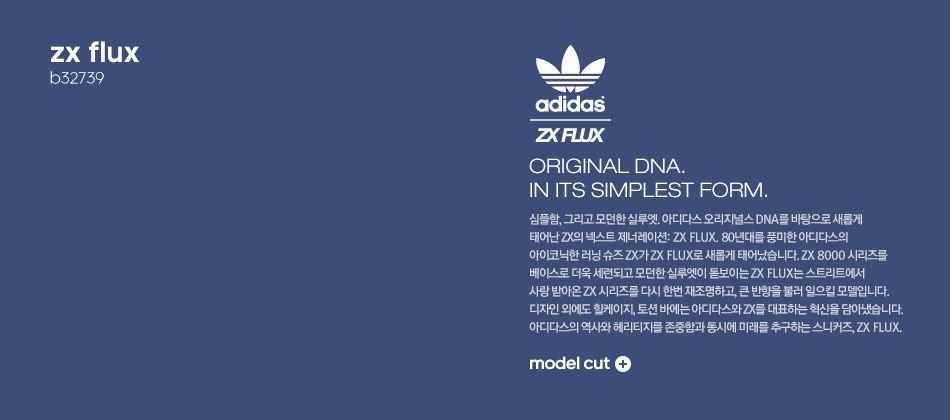 zx flux
b32739
adidas
ZX FLUX
ORIGINAL DNA.
IN ITS SIMPLEST FORM.
심플함, 그리고 모던한 실루엣. 아디다스 오리지널스 DNA를 바탕으로 새롭게
태어난 ZX의 넥스트 제너레이션: ZX FLUX. 80년대를 풍미한 아디다스의
아이코닉한 러닝 슈즈 ZX가 ZX FLUX로 새롭게 태어났습니다. ZX 8000 시리즈를
베이스로 더욱 세련되고 모던한 실루엣이 돋보이는 ZX FLUX는 스트리트에서
사랑 받아온 ZX 시리즈를 다시 한번 재조명하고, 큰 반향을 불러 일으킬 모델입니다.
디자인 외에도 힐케이지, 토션 바에는 아디다스와 ZX를 대표하는 혁신을 담아냈습니다.
아디다스의 역사와 헤리티지를 존중함과 동시에 미래를 추구하는 스니커즈, ZX FLUX.
model cut